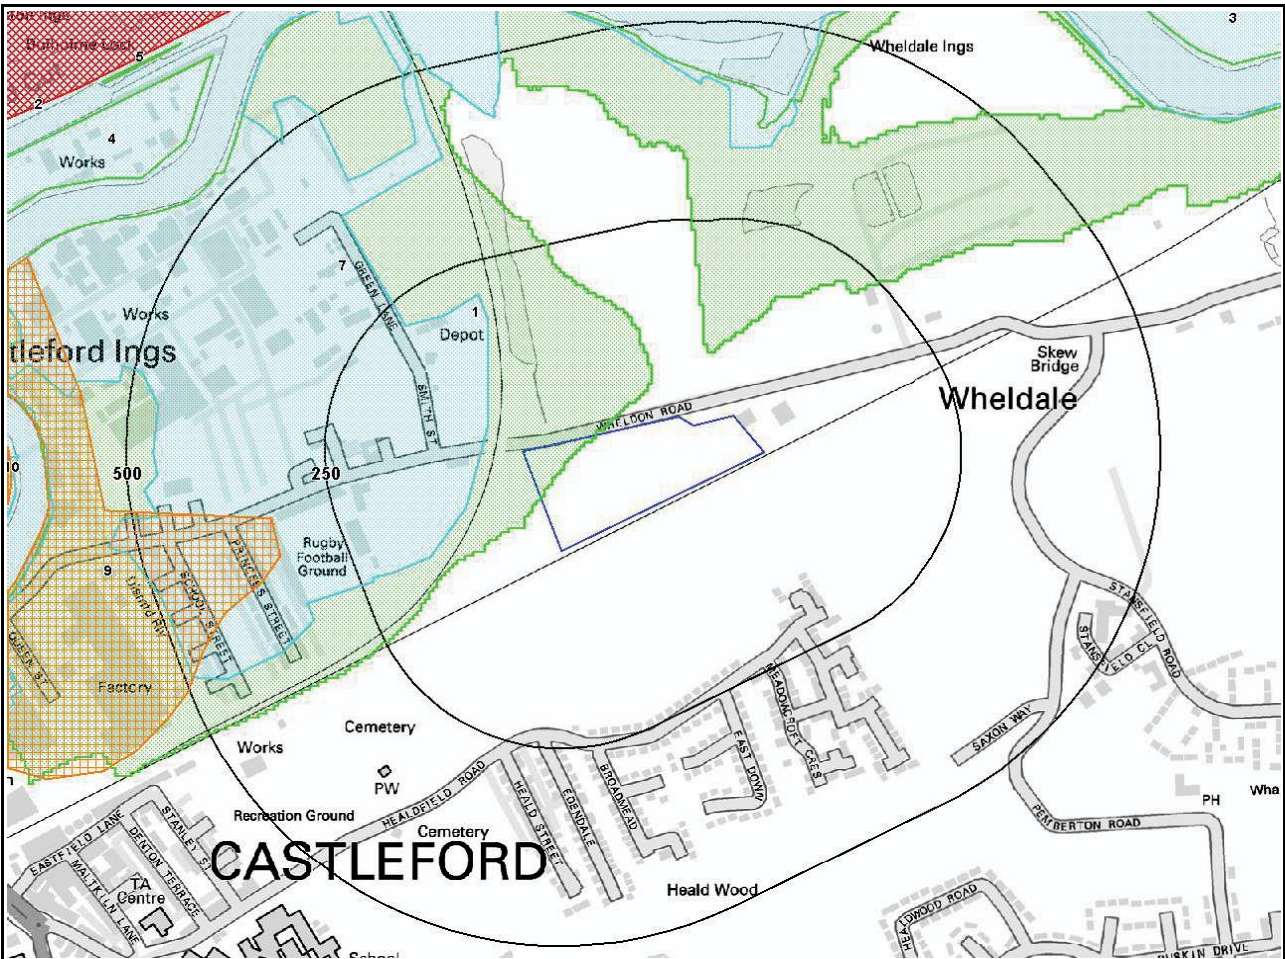 3
Wheldale Ings
5
2
4
Works
7
GREEN LANE
1
Depot
Works
tleford Ings
SMITH ST
WHELDON ROAD
Skew
Bridge
Wheldale
500
250
Rugby
Football
Ground
9
PRINCESS STREET
SCHOOL STREET
Dismtd Rly
QUEEN ST
Factory
STANSFIELD ROAD
STANSFIELD CL
MEADOWCROFT CRES
SAXON WAY
Cemetery
Works
EAST DOWN
BROADMEAD
PW
HEALDFIELD ROAD
HEALD STREET
EDENDALE
PH
Wha
Recreation Ground
Cemetery
PEMBERTON ROAD
EASTFIELD LANE
STANLEY ST
DENTON TERRACE
MALTKILN LANE
CASTLEFORD
TA
Centre
Heald Wood
HEALDWOOD ROAD
School
RUSKIN DRIVE